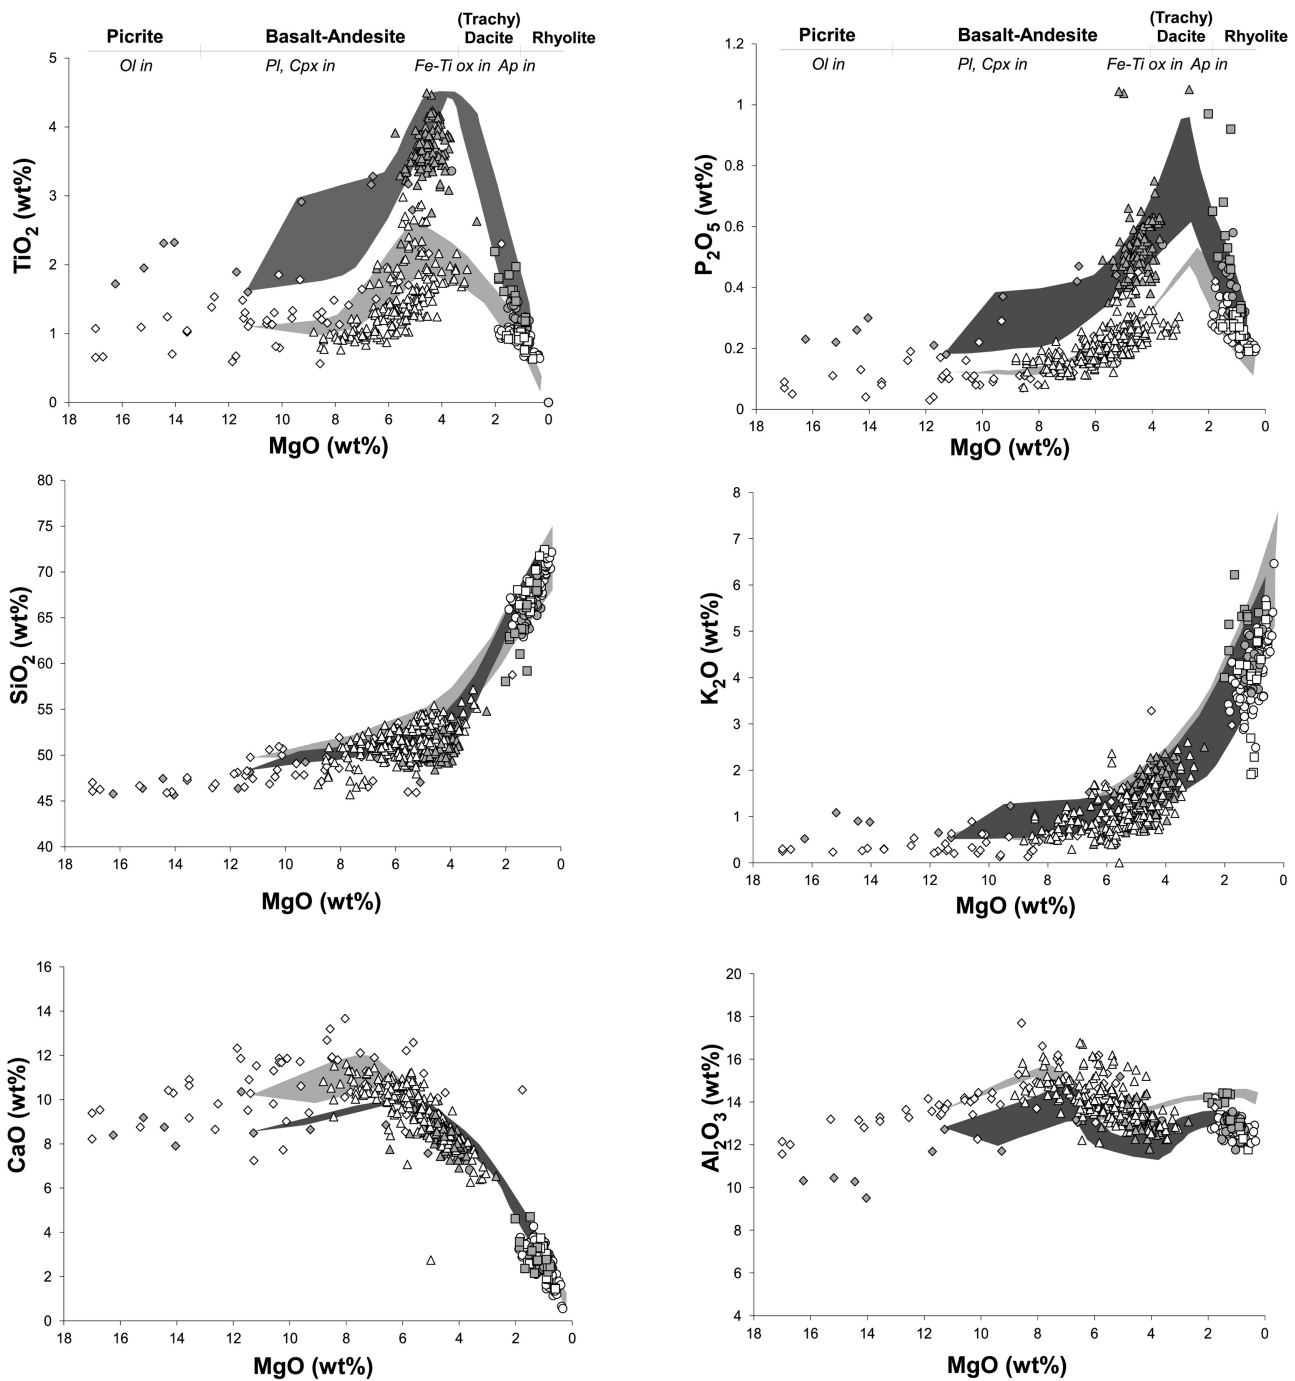 (Trachy)
Picrite Basalt-Andesite Dacite Rhyolite
Ol in Pl, Cpx in Fe-Ti ox in Ap in
5
4
3
2
1
0
TiO2 (wt%)
18 16 14 12 10 8 6 4 2 0
MgO (wt%)
(Trachy)
Picrite Basalt-Andesite Dacite Rhyolite
Ol in Pl, Cpx in Fe-Ti ox in Ap in
1.2
1
0.8
0.6
0.4
0.2
0
P2O5 (wt%)
18 16 14 12 10 8 6 4 2 0
MgO (wt%)
80
75
70
65
60
55
50
45
40
SiO2 (wt%)
18 16 14 12 10 8 6 4 2 0
MgO (wt%)
8
7
6
5
4
3
2
1
0
K2O (wt%)
18 16 14 12 10 8 6 4 2 0
MgO (wt%)
16
14
12
10
8
6
4
2
0
CaO (wt%)
18 16 14 12 10 8 6 4 2 0
MgO (wt%)
20
18
16
14
12
10
8
6
4
Al2O3 (wt%)
18 16 14 12 10 8 6 4 2 0
MgO (wt%)